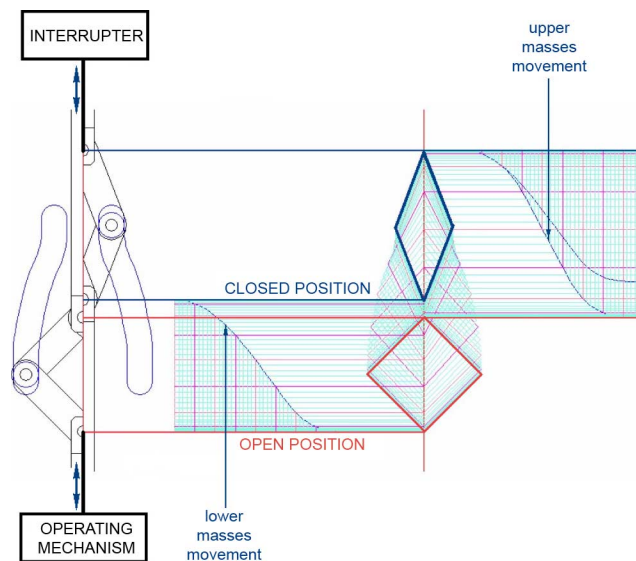 INTERRUPTER
upper
masses
movement
CLOSED POSITION
OPEN POSITION
lower
masses
movement
OPERATING
MECHANISM